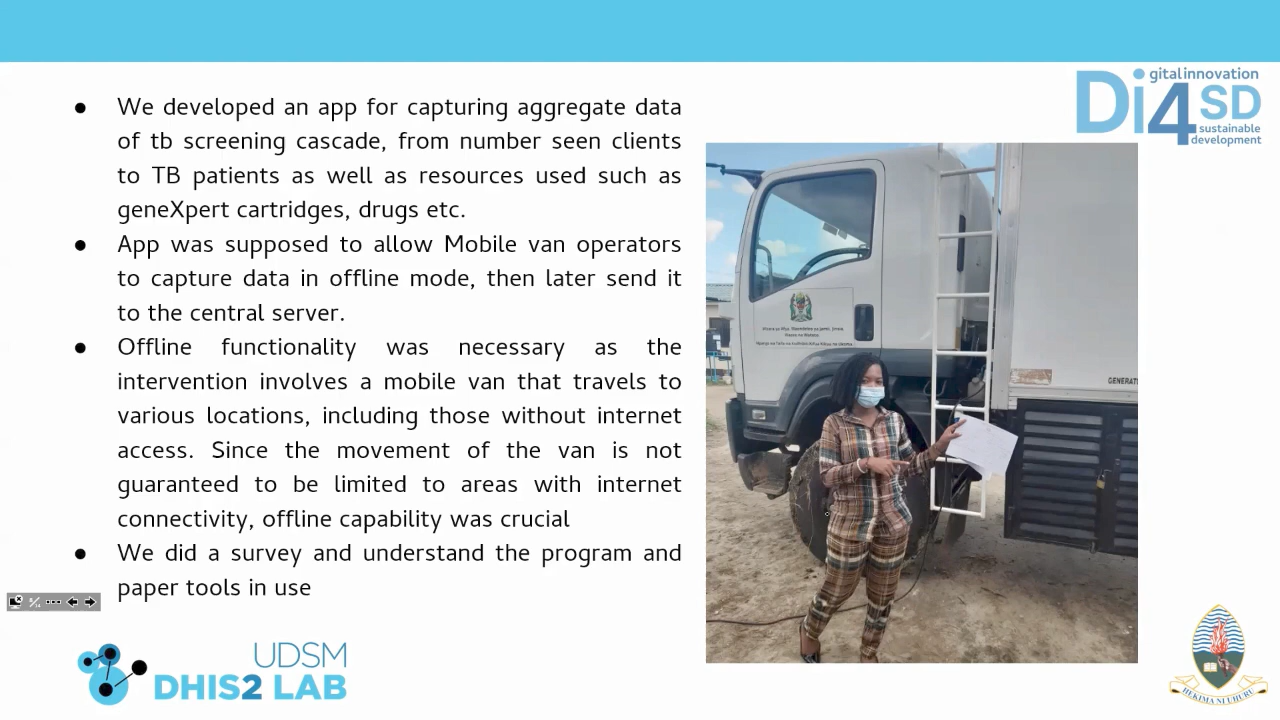 ● We developed an app for capturing aggregate data
of tb screening cascade, from number seen clients
to TB patients as well as resources used such as
geneXpert cartridges, drugs etc.
● App was supposed to allow Mobile van operators
to capture data in offline mode, then later send it
to the central server.
● Offline functionality was necessary as the
intervention involves a mobile van that travels to
various locations, including those without internet
access. Since the movement of the van is not
guaranteed to be limited to areas with internet
connectivity, offline capability was crucial
● We did a survey and understand the program and
paper tools in use
Digital innovation
4SD
sustainable
development
GENERAT
UDSM
DHIS2 LAB
HEKIMA NI UHURU